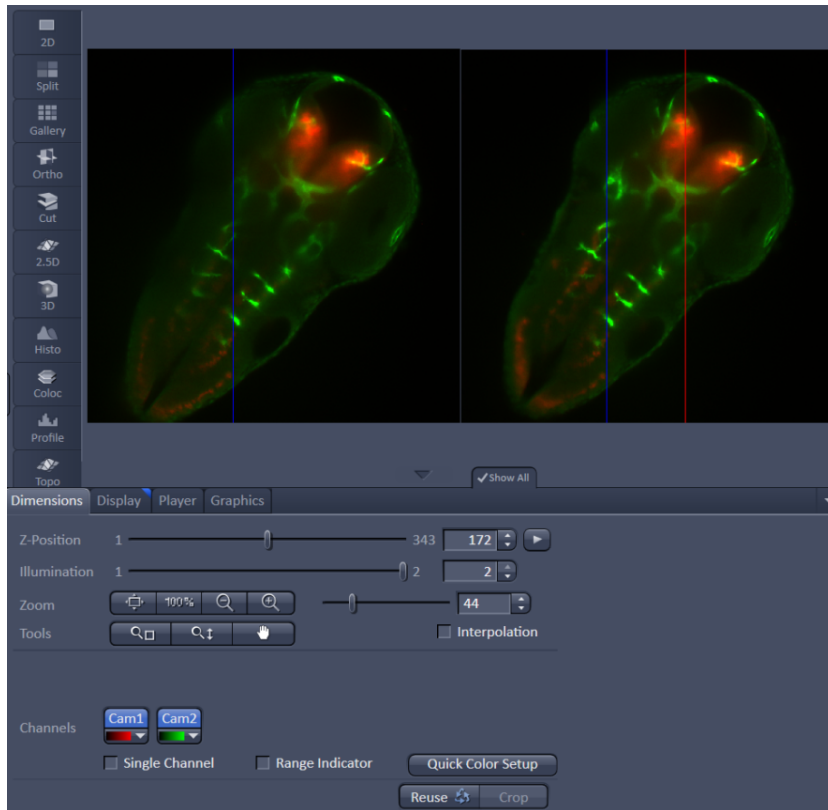 2D
Split
Gallery
Ortho
Cut
2.5D
3D
Histo
Coloc
Profile
Topo
Show All
Dimensions Display Player Graphics
Z-Position 1 343 172
Illumination 1 2 2
Zoom 100% 44
Tools Interpolation
Channels Cam1 Cam2
Single Channel Range Indicator Quick Color Setup
Reuse Crop